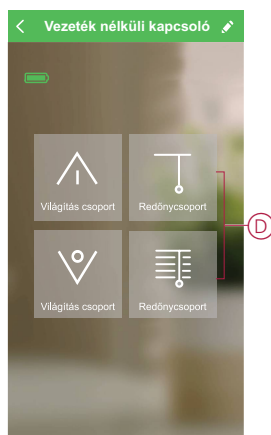 Vezeték nélküli kapcsoló
Világítás csoport
Redőnycsoport
D
Világítás csoport
Redőnycsoport